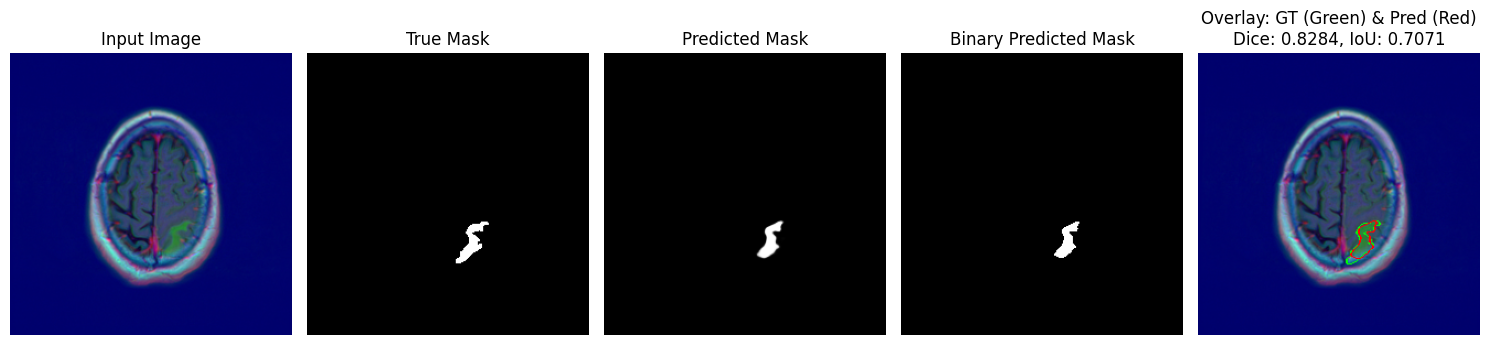 Input Image
True Mask
Predicted Mask
Binary Predicted Mask
Overlay: GT (Green) & Pred (Red)
Dice: 0.8284, IoU: 0.7071